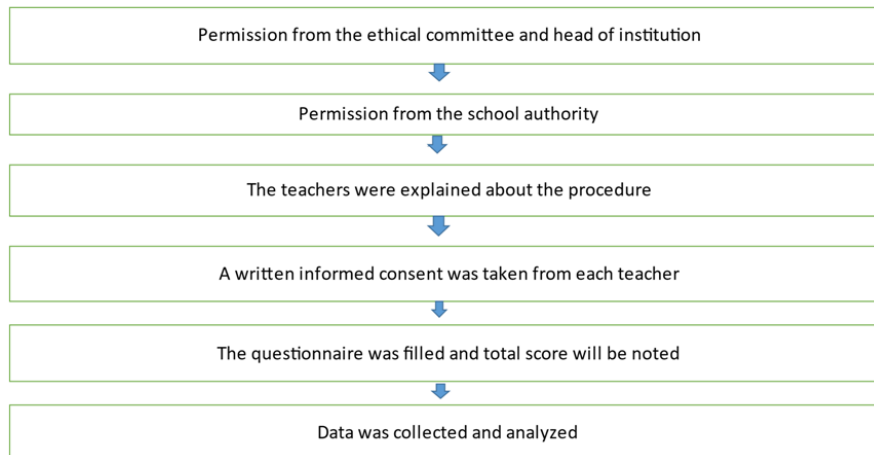 Permission from the ethical committee and head of institution
Permission from the school authority
The teachers were explained about the procedure
A written informed consent was taken from each teacher
The questionnaire was filled and total score will be noted
Data was collected and analyzed